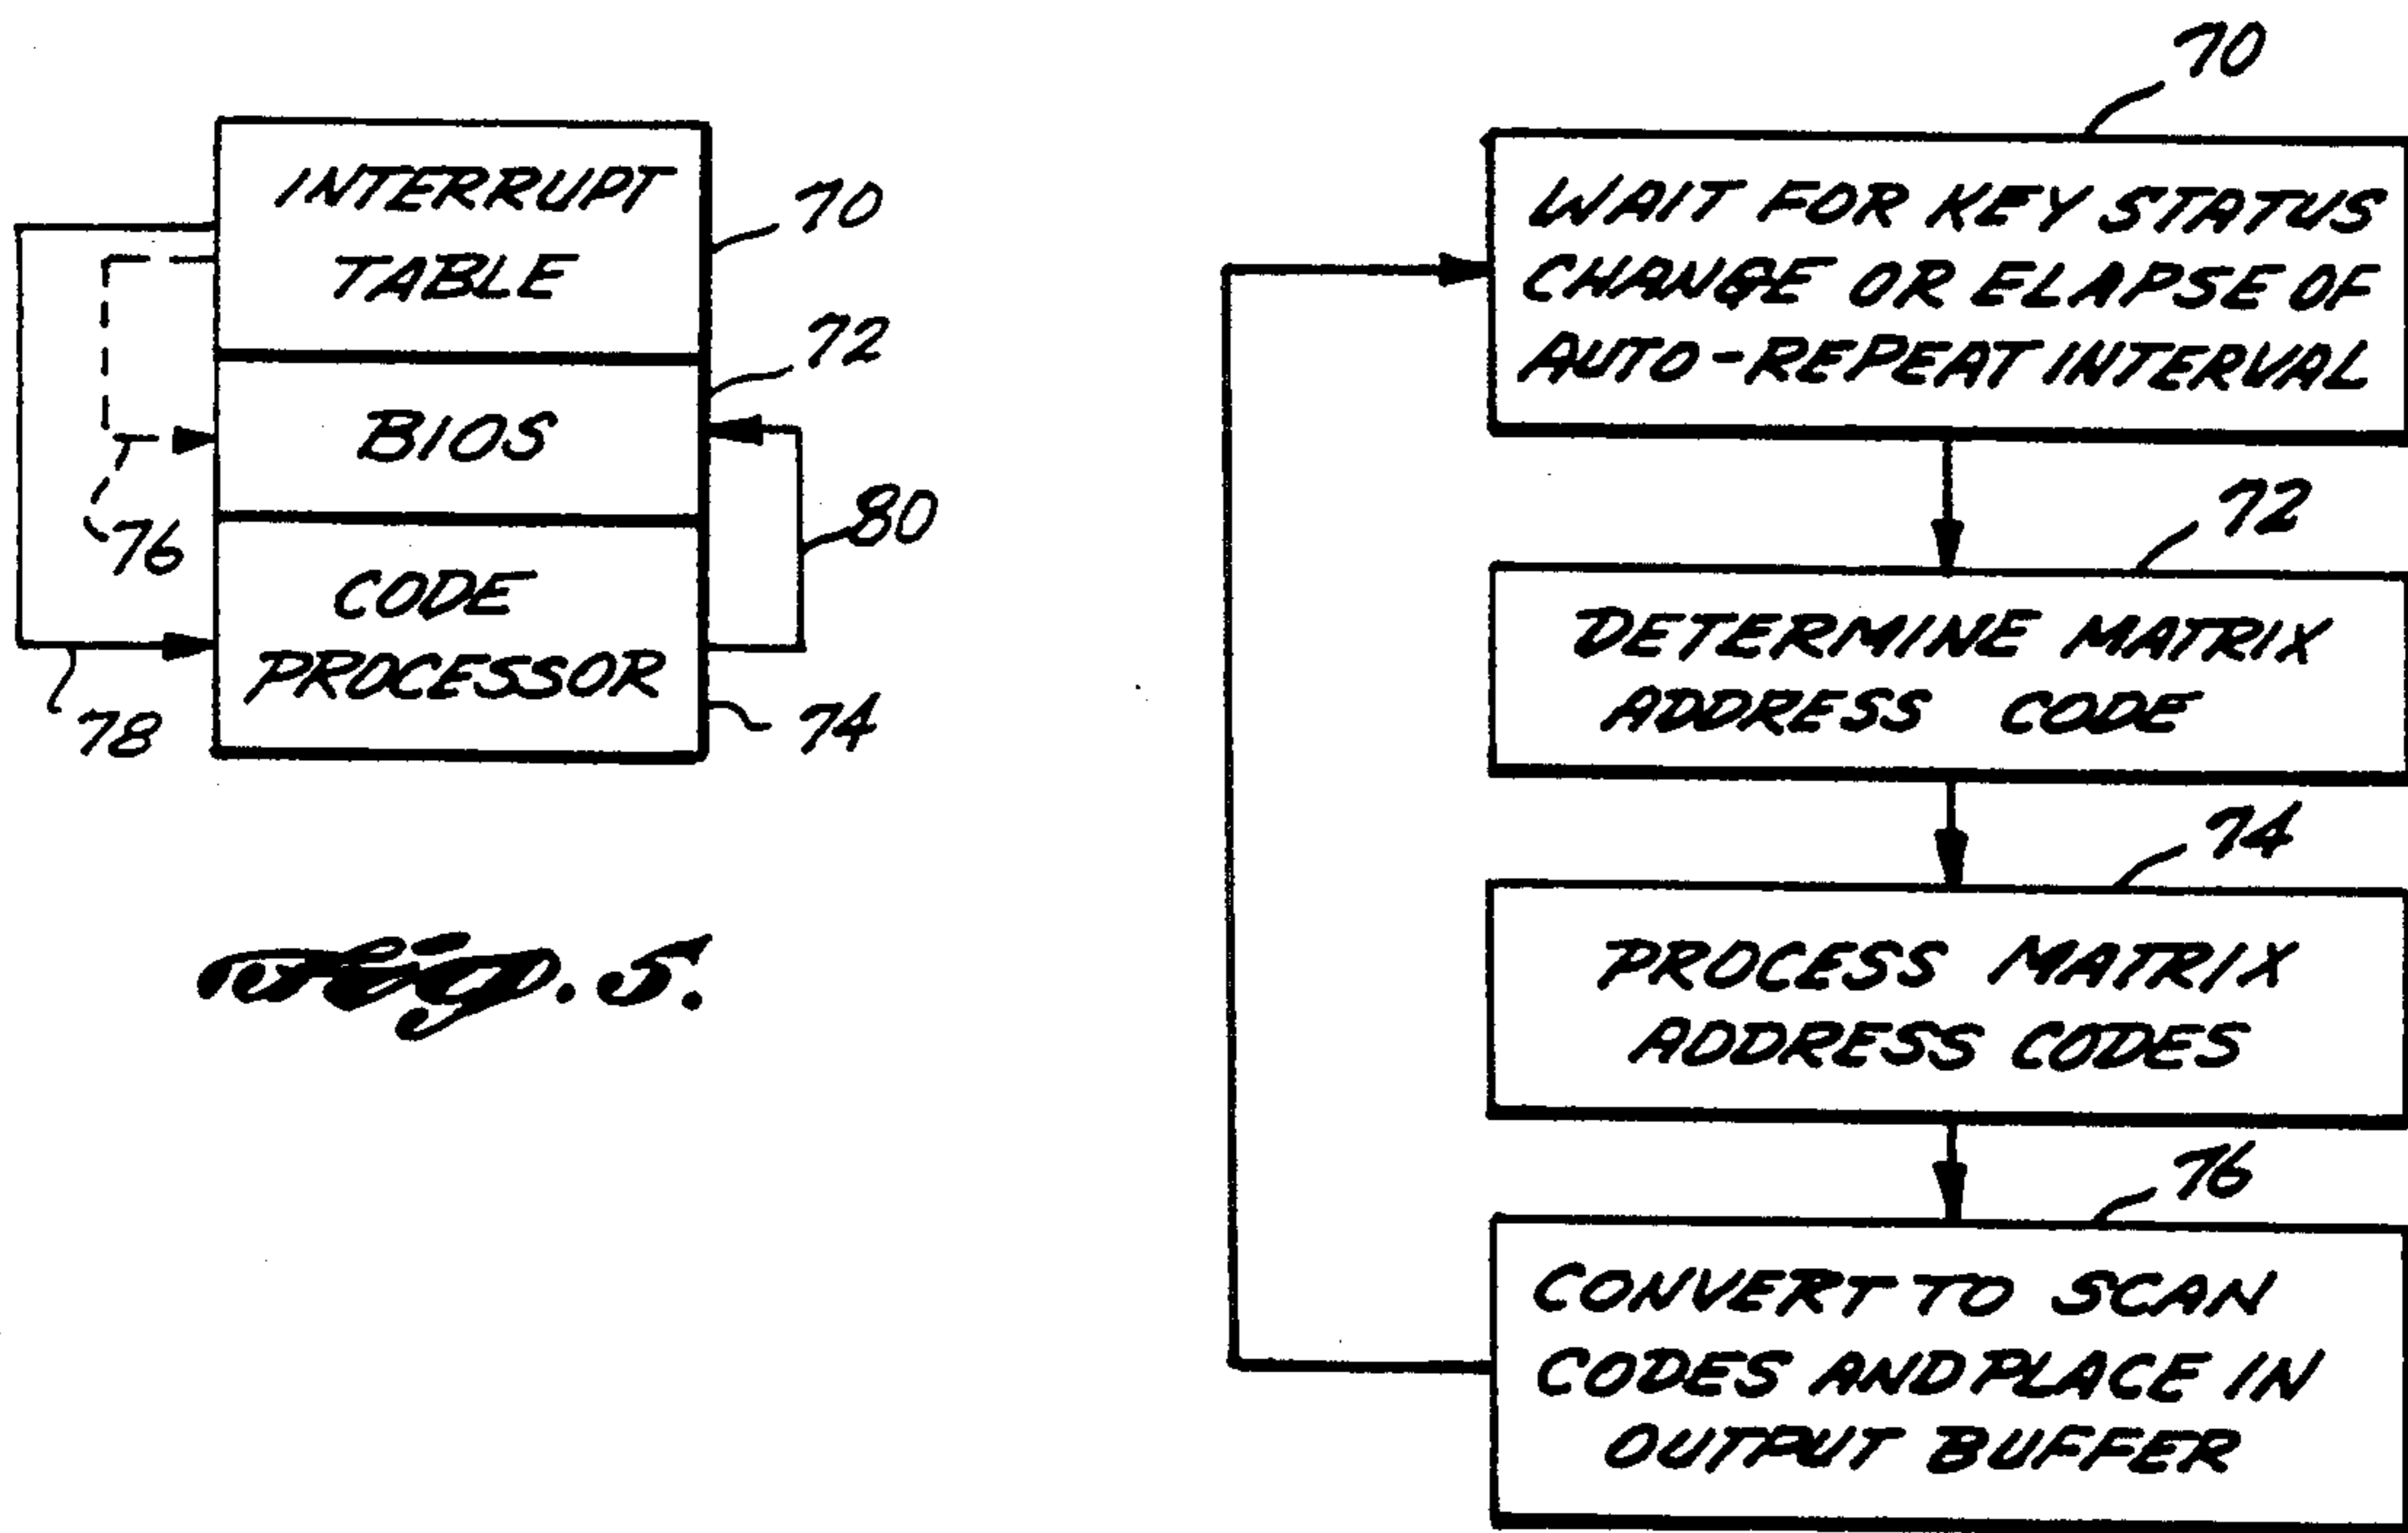 INTERRUPT
TABLE
70
BIOS
72
CODE
PROCESSOR
74
76
78
80
Fig. 5.
70
WAIT FOR KEY STATUS
CHANGE OR ELAPSE OF
AUTO-REPEAT INTERVAL
72
DETERMINE MATRIX
ADDRESS CODE
74
PROCESS MATRIX
ADDRESS CODES
76
CONVERT TO SCAN
CODES AND PLACE IN
OUTPUT BUFFER